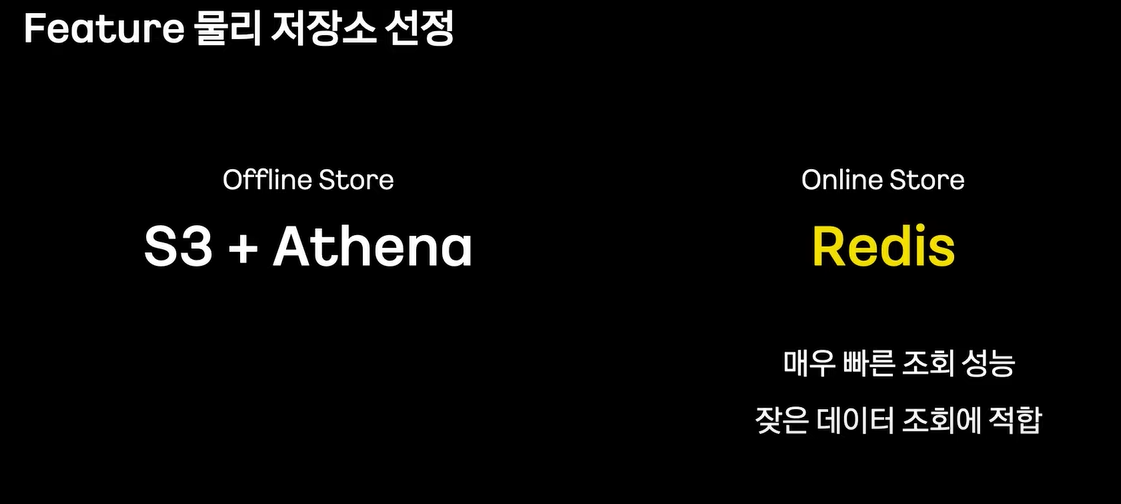 Feature 물리 저장소 선정
Offline Store
S3 + Athena
Online Store
Redis
매우 빠른 조회 성능
잦은 데이터 조회에 적합